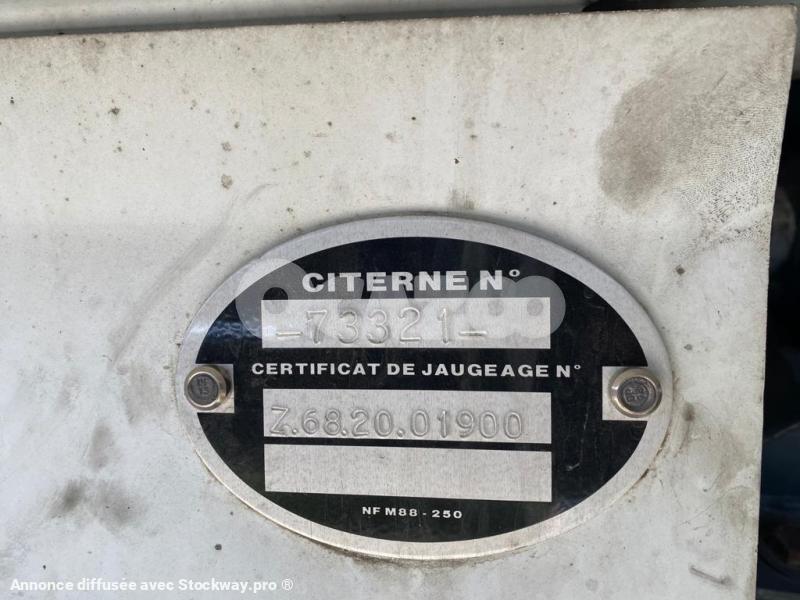 CITERNE N°
-73321-
CERTIFICAT DE JAUGEAGE N°
Z.68.20.01900
NF M88 - 250
Annonce diffusée avec Stockway.pro ®